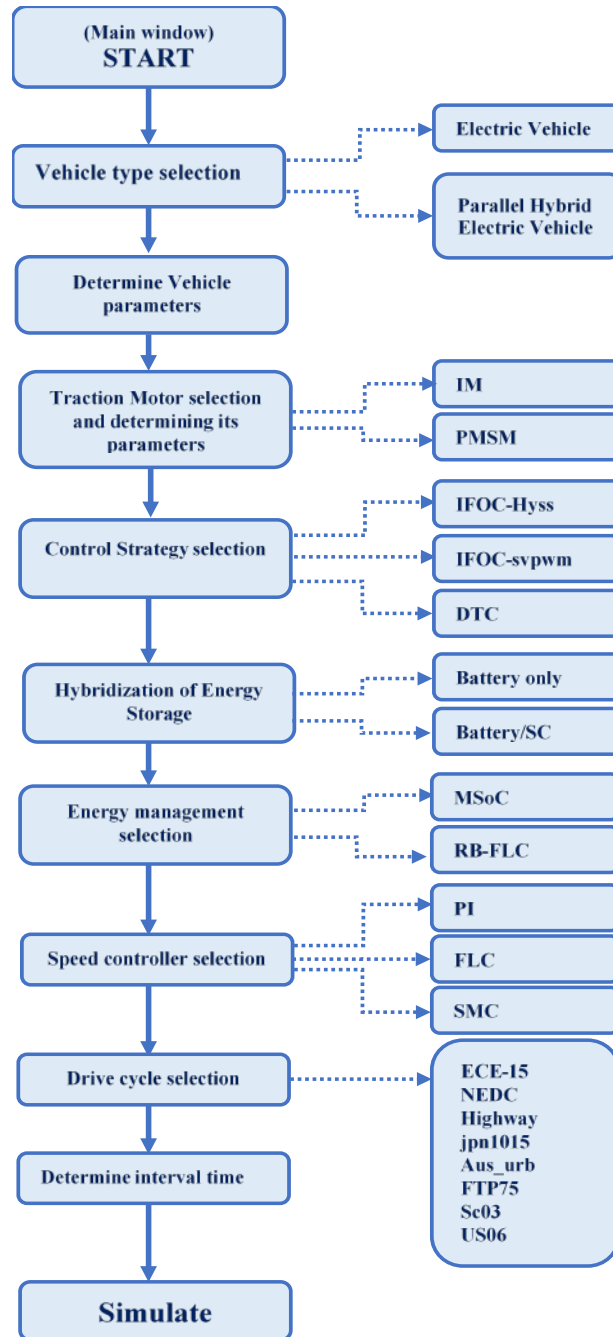 (Main window)
START
Vehicle type selection
Electric Vehicle
Parallel Hybrid
Electric Vehicle
Determine Vehicle
parameters
Traction Motor selection
and determining its
parameters
IM
PMSM
Control Strategy selection
IFOC-Hyss
IFOC-svpwm
DTC
Hybridization of Energy
Storage
Battery only
Battery/SC
Energy management
selection
MSoC
RB-FLC
Speed controller selection
PI
FLC
SMC
Drive cycle selection
ECE-15
NEDC
Highway
jpn1015
Aus_urb
FTP75
Sc03
US06
Determine interval time
Simulate